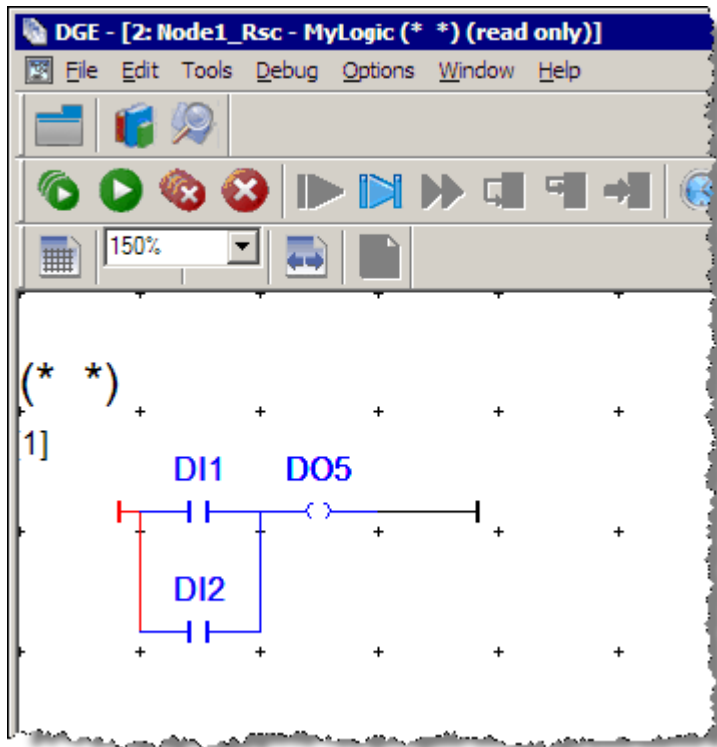 DGE - [2: Node1_Rsc - MyLogic (*  *) (read only)]
File Edit Tools Debug Options Window Help
150%
(*  *)
1]
DI1 DO5
DI2